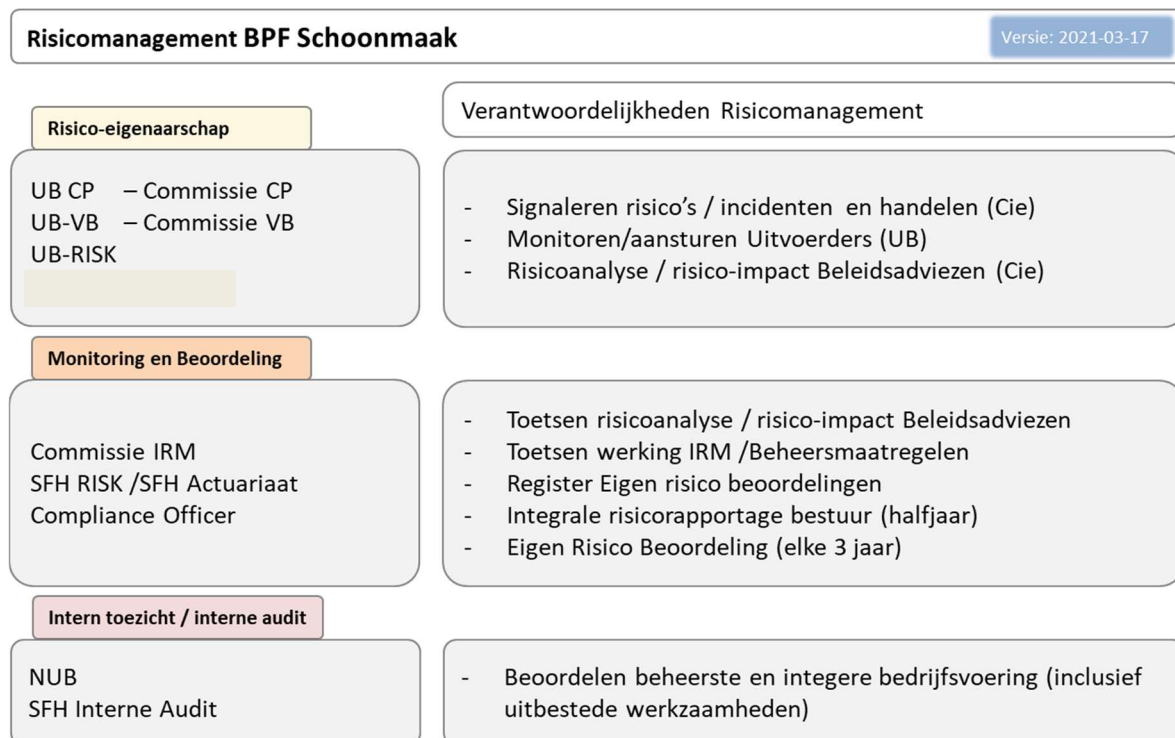 Risicomanagement BPF Schoonmaak
Versie: 2021-03-17
Verantwoordelijkheden Risicomanagement
Risico-eigenaarschap
UB CP – Commissie CP
UB-VB – Commissie VB
UB-RISK
- Signaleren risico’s / incidenten en handelen (Cie)
- Monitoren/aansturen Uitvoerders (UB)
- Risicoanalyse / risico-impact Beleidsadviezen (Cie)
Monitoring en Beoordeling
Commissie IRM
SFH RISK /SFH Actuariaat
Compliance Officer
- Toetsen risicoanalyse / risico-impact Beleidsadviezen
- Toetsen werking IRM /Beheersmaatregelen
- Register Eigen risico beoordelingen
- Integrale risicorapportage bestuur (halfjaar)
- Eigen Risico Beoordeling (elke 3 jaar)
Intern toezicht / interne audit
NUB
SFH Interne Audit
- Beoordelen beheerste en integere bedrijfsvoering (inclusief
uitbestede werkzaamheden)